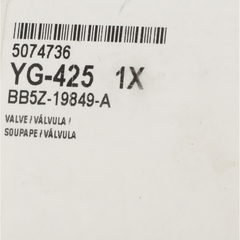 5074736
YG-425 1X
BB5Z-19849-A
VALVE / VÁLVULA /
SOUPAPE / VÁLVULA